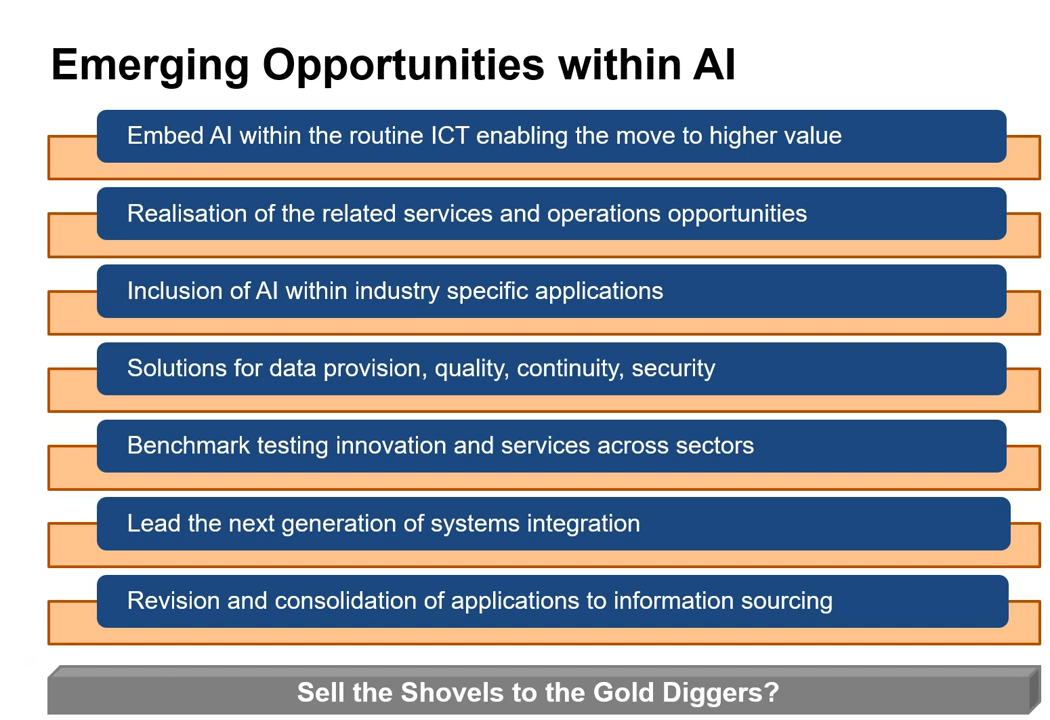 Emerging Opportunities within AI
Embed AI within the routine ICT enabling the move to higher value
Realisation of the related services and operations opportunities
Inclusion of AI within industry specific applications
Solutions for data provision, quality, continuity, security
Benchmark testing innovation and services across sectors
Lead the next generation of systems integration
Revision and consolidation of applications to information sourcing
Sell the Shovels to the Gold Diggers?